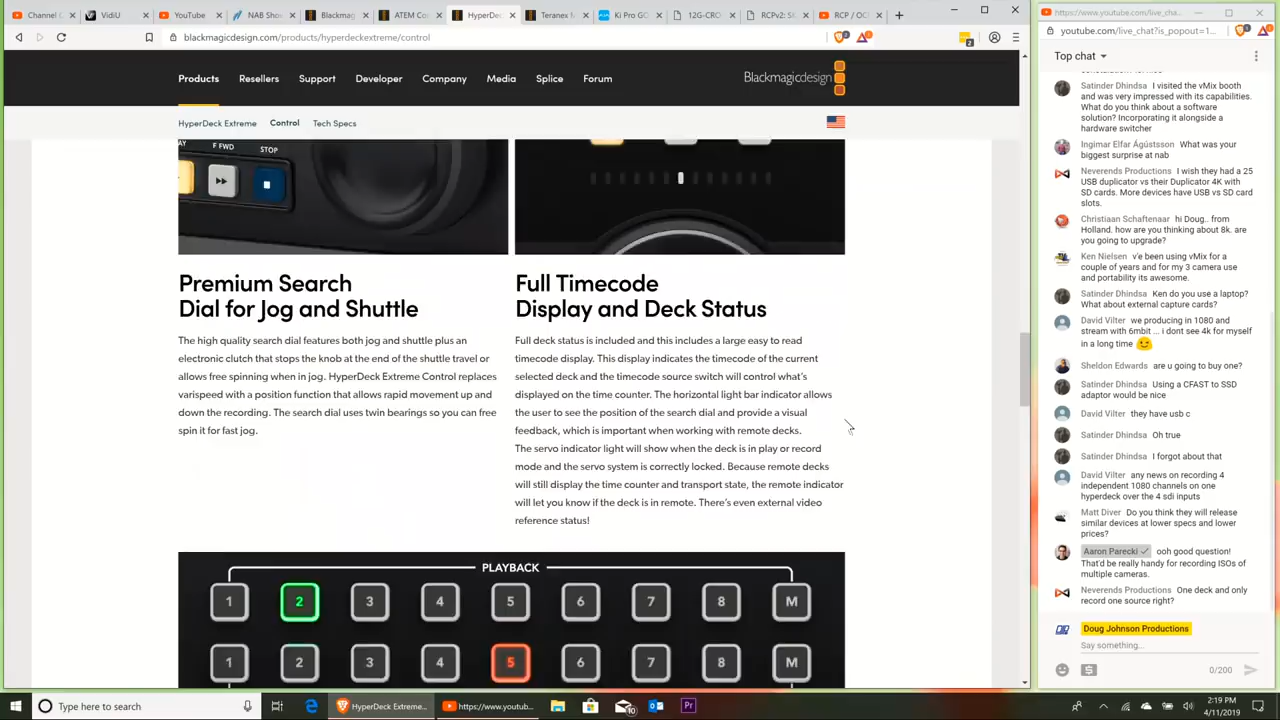 Channel C
VidiU
YouTube
NAB Sho
Blackmag
ATEM Co
HyperDec
Teranex M
Ki Pro GO
12G-CRO
RCPv2: S
RCP / OC
blackmagicdesign.com/products/hyperdeckextreme/control
Products
Resellers
Support
Developer
Company
Media
Splice
Forum
Blackmagicdesign
HyperDeck Extreme
Control
Tech Specs
AY
F FWD
STOP
Premium Search
Dial for Jog and Shuttle
The high quality search dial features both jog and shuttle plus an
electronic clutch that stops the knob at the end of the shuttle travel or
allows free spinning when in jog. HyperDeck Extreme Control replaces
varispeed with a position function that allows rapid movement up and
down the recording. The search dial uses twin bearings so you can free
spin it for fast jog.
Full Timecode
Display and Deck Status
Full deck status is included and this includes a large easy to read
timecode display. This display indicates the timecode of the current
selected deck and the timecode source switch will control what's
displayed on the time counter. The horizontal light bar indicator allows
the user to see the position of the search dial and provide a visual
feedback, which is important when working with remote decks.
The servo indicator light will show when the deck is in play or record
mode and the servo system is correctly locked. Because remote decks
will still display the time counter and transport state, the remote indicator
will let you know if the deck is in remote. There's even external video
reference status!
PLAYBACK
1 2 3 4 5 6 7 8 M
1 2 3 4 5 6 7 8 M
https://www.youtube.com/live_cha...
youtube.com/live_chat?is_popout=1...
Top chat
Satinder Dhindsa I visited the vMix booth
and was very impressed with its capabilities.
What do you think about a software
solution? Incorporating it alongside a
hardware switcher
Ingimar Elfar Ágústsson What was your
biggest surprise at nab
Neverends Productions I wish they had a 25
USB duplicator vs their Duplicator 4K with
SD cards. More devices have USB vs SD card
slots.
Christiaan Schaftenaar hi Doug.. from
Holland. how are you thinking about 8k. are
you going to upgrade?
Ken Nielsen v'e been using vMix for a
couple of years and for my 3 camera use
and portability its awesome.
Satinder Dhindsa Ken do you use a laptop?
What about external capture cards?
David Vilter we producing in 1080 and
stream with 6mbit ... i dont see 4k for myself
in a long time
Sheldon Edwards are u going to buy one?
Satinder Dhindsa Using a CFAST to SSD
adaptor would be nice
David Vilter they have usb c
Satinder Dhindsa Oh true
Satinder Dhindsa I forgot about that
David Vilter any news on recording 4
independent 1080 channels on one
hyperdeck over the 4 sdi inputs
Matt Diver Do you think they will release
similar devices at lower specs and lower
prices?
Aaron Parecki ooh good question!
That'd be really handy for recording ISOs of
multiple cameras.
Neverends Productions One deck and only
record one source right?
Doug Johnson Productions
Say something...
0/200
Type here to search
HyperDeck Extreme...
https://www.youtub...
10
Pr
2:19 PM
4/11/2019